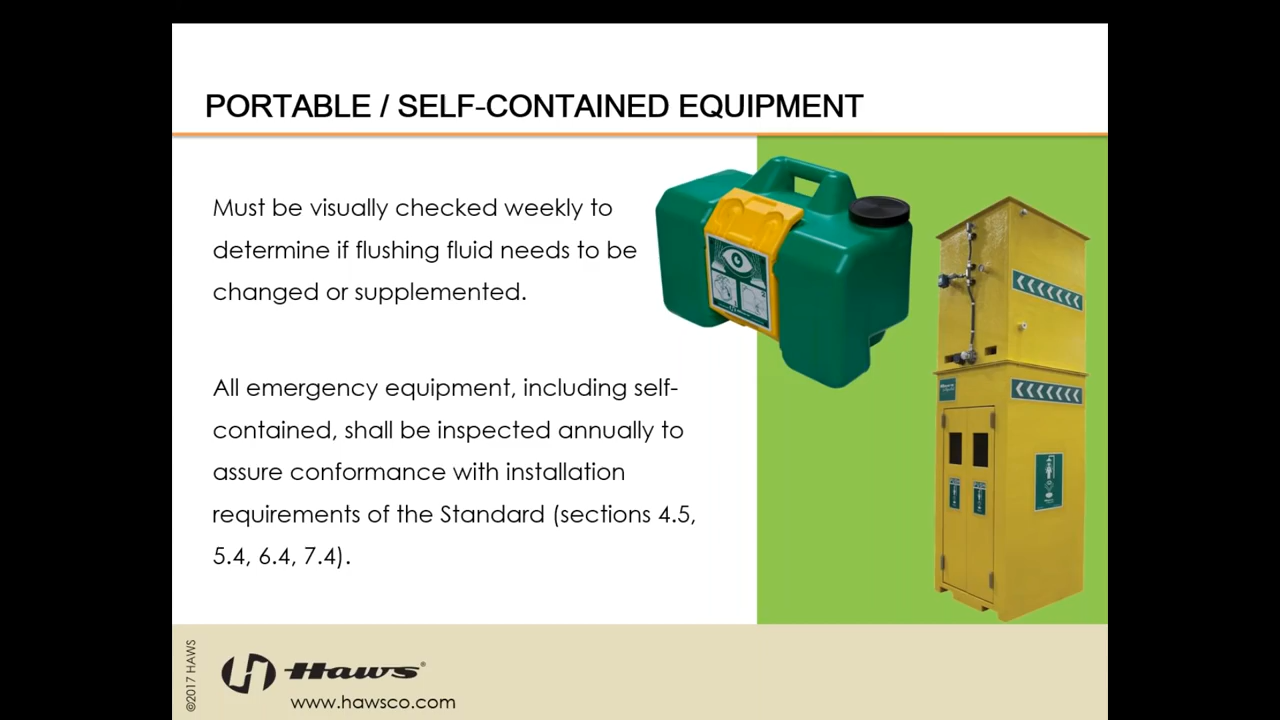 PORTABLE / SELF-CONTAINED EQUIPMENT
Must be visually checked weekly to
determine if flushing fluid needs to be
changed or supplemented.
All emergency equipment, including self-
contained, shall be inspected annually to
assure conformance with installation
requirements of the Standard (sections 4.5,
5.4, 6.4, 7.4).
©2017 HAWS
Haws®
www.hawsco.com